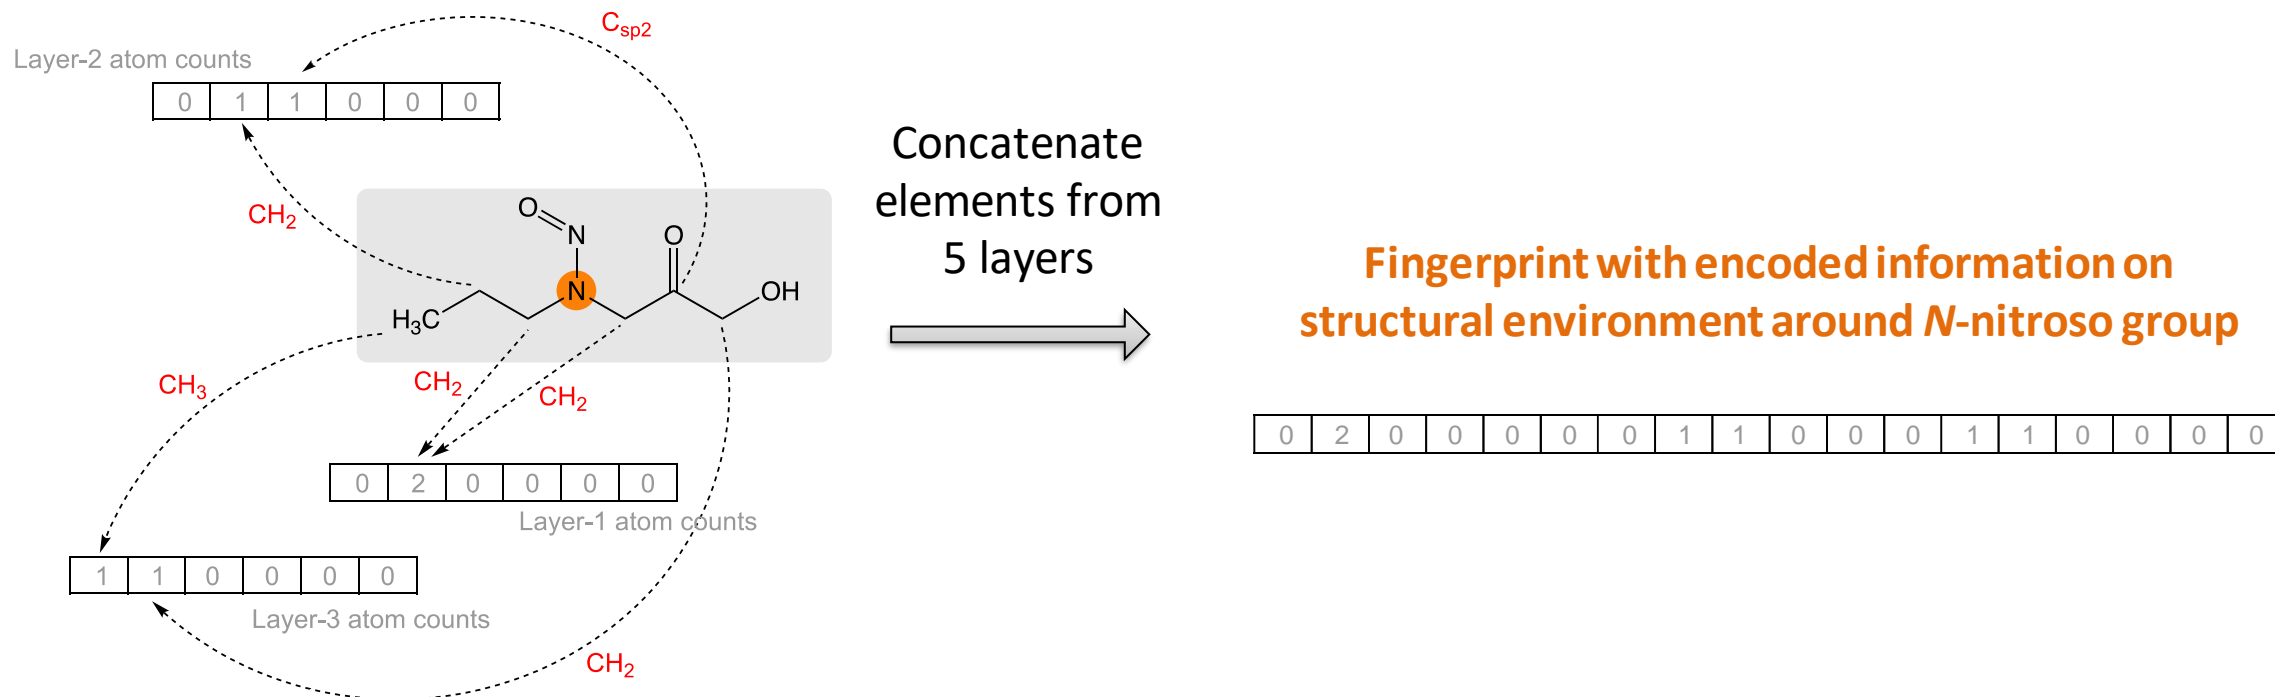 C_sp2
Layer-2 atom counts
0 1 1 0 0 0
CH2
O
N
O
N
OH
H3C
CH3
CH2
CH2
0 2 0 0 0 0
Layer-1 atom counts
1 1 0 0 0 0
Layer-3 atom counts
CH2
Concatenate
elements from
5 layers
Fingerprint with encoded information on
structural environment around N-nitroso group
0 2 0 0 0 0 0 1 1 0 0 0 1 1 0 0 0 0